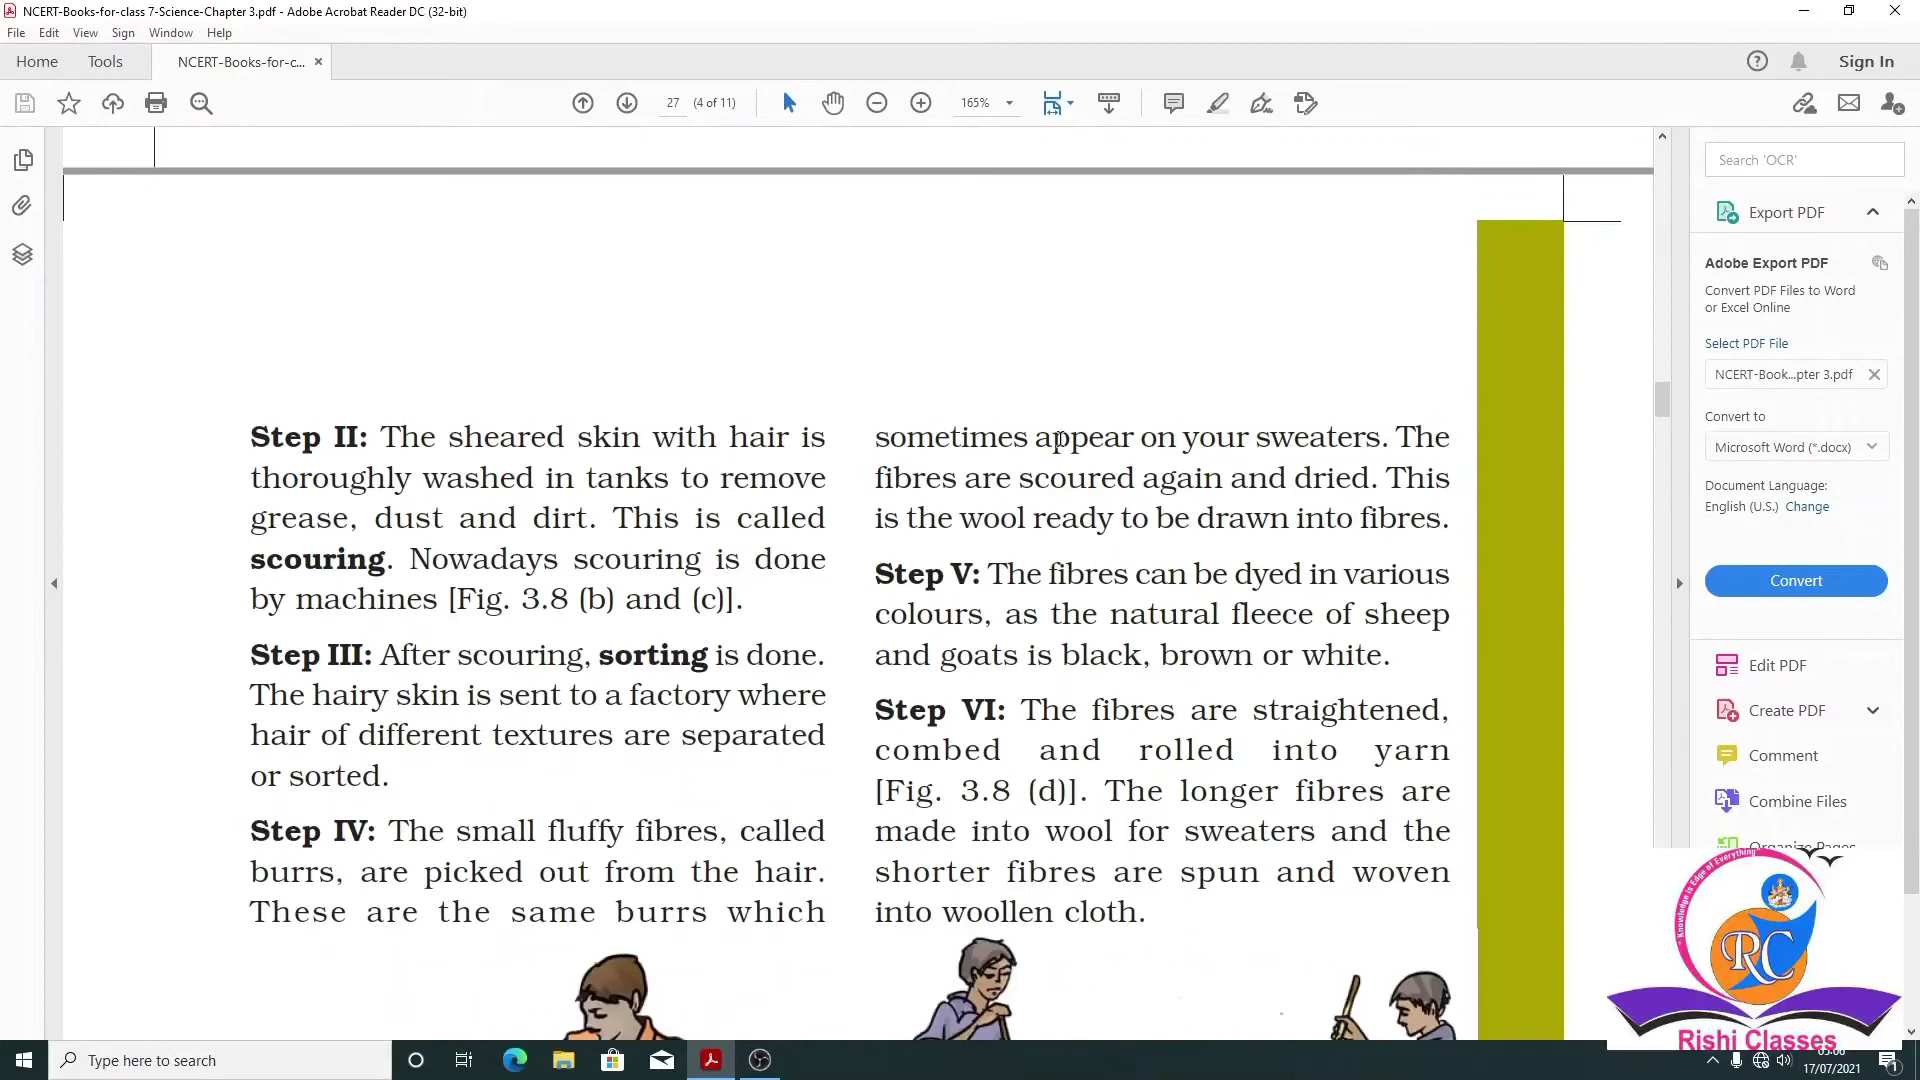 NCERT-Books-for-class 7-Science-Chapter 3.pdf - Adobe Acrobat Reader DC (32-bit)
File Edit View Sign Window Help
Home Tools NCERT-Books-for-c... Sign In
27 (4 of 11) 165%
Step II: The sheared skin with hair is
thoroughly washed in tanks to remove
grease, dust and dirt. This is called
scouring. Nowadays scouring is done
by machines [Fig. 3.8 (b) and (c)].
Step III: After scouring, sorting is done.
The hairy skin is sent to a factory where
hair of different textures are separated
or sorted.
Step IV: The small fluffy fibres, called
burrs, are picked out from the hair.
These are the same burrs which
sometimes appear on your sweaters. The
fibres are scoured again and dried. This
is the wool ready to be drawn into fibres.
Step V: The fibres can be dyed in various
colours, as the natural fleece of sheep
and goats is black, brown or white.
Step VI: The fibres are straightened,
combed and rolled into yarn
[Fig. 3.8 (d)]. The longer fibres are
made into wool for sweaters and the
shorter fibres are spun and woven
into woollen cloth.
Search 'OCR'
Export PDF
Adobe Export PDF
Convert PDF Files to Word
or Excel Online
Select PDF File
NCERT-Book...pter 3.pdf
Convert to
Microsoft Word (*.docx)
Document Language:
English (U.S.) Change
Convert
Edit PDF
Create PDF
Comment
Combine Files
Organize Pages
Knowledge is Edge of Everything
RC
Rishi Classes
Type here to search
17/07/2021